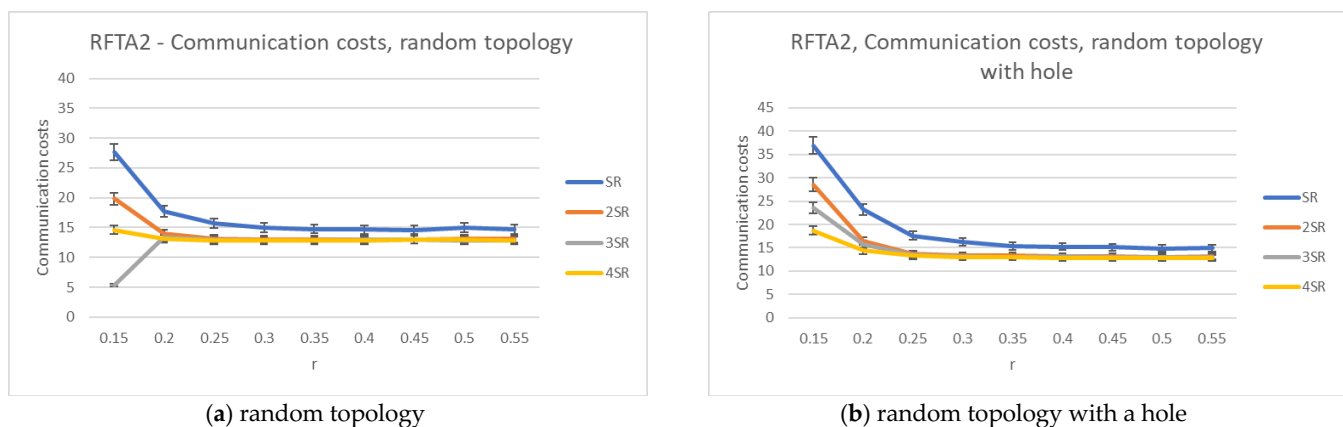 RFTA2 - Communication costs, random topology
Communication costs
40
35
30
25
20
15
10
5
0
0.15 0.2 0.25 0.3 0.35 0.4 0.45 0.5 0.55
r
SR
2SR
3SR
4SR
(a) random topology
RFTA2, Communication costs, random topology
with hole
Communication costs
45
40
35
30
25
20
15
10
5
0
0.15 0.2 0.25 0.3 0.35 0.4 0.45 0.5 0.55
r
SR
2SR
3SR
4SR
(b) random topology with a hole